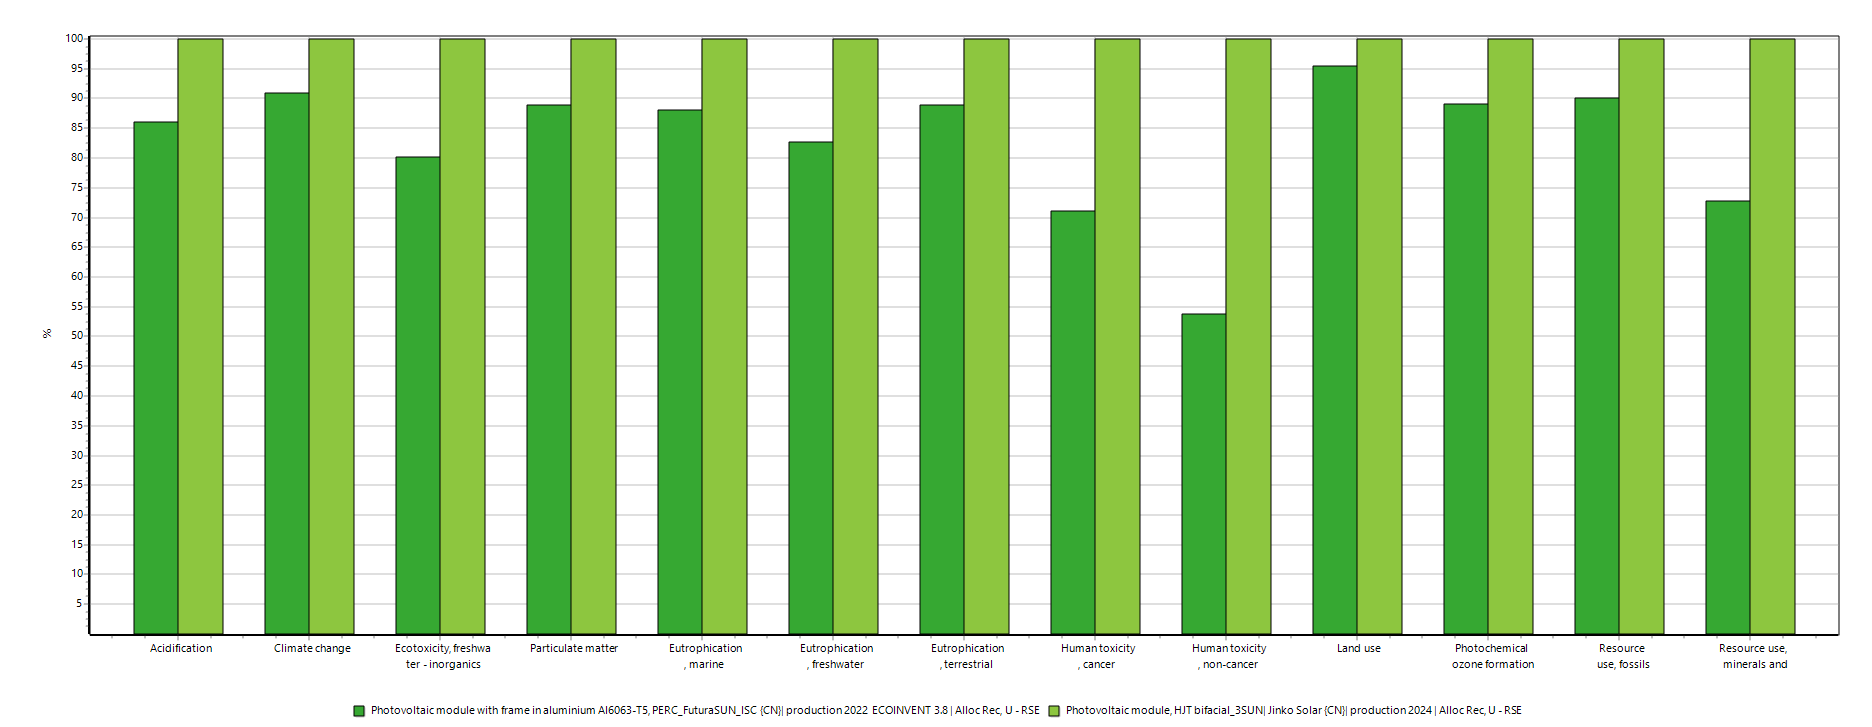 100
95
90
85
80
75
70
65
60
55
50
45
40
35
30
25
20
15
10
5
%
Acidification
Climate change
Ecotoxicity, freshwa
ter - inorganics
Particulate matter
Eutrophication
, marine
Eutrophication
, freshwater
Eutrophication
, terrestrial
Human toxicity
, cancer
Human toxicity
, non-cancer
Land use
Photochemical
ozone formation
Resource
use, fossils
Resource use,
minerals and
Photovoltaic module with frame in aluminium Al6063-T5, PERC_FuturaSUN_ISC {CN}| production 2022 ECOINVENT 3.8 | Alloc Rec, U - RSE
Photovoltaic module, HJT bifacial_3SUN| Jinko Solar {CN}| production 2024 | Alloc Rec, U - RSE